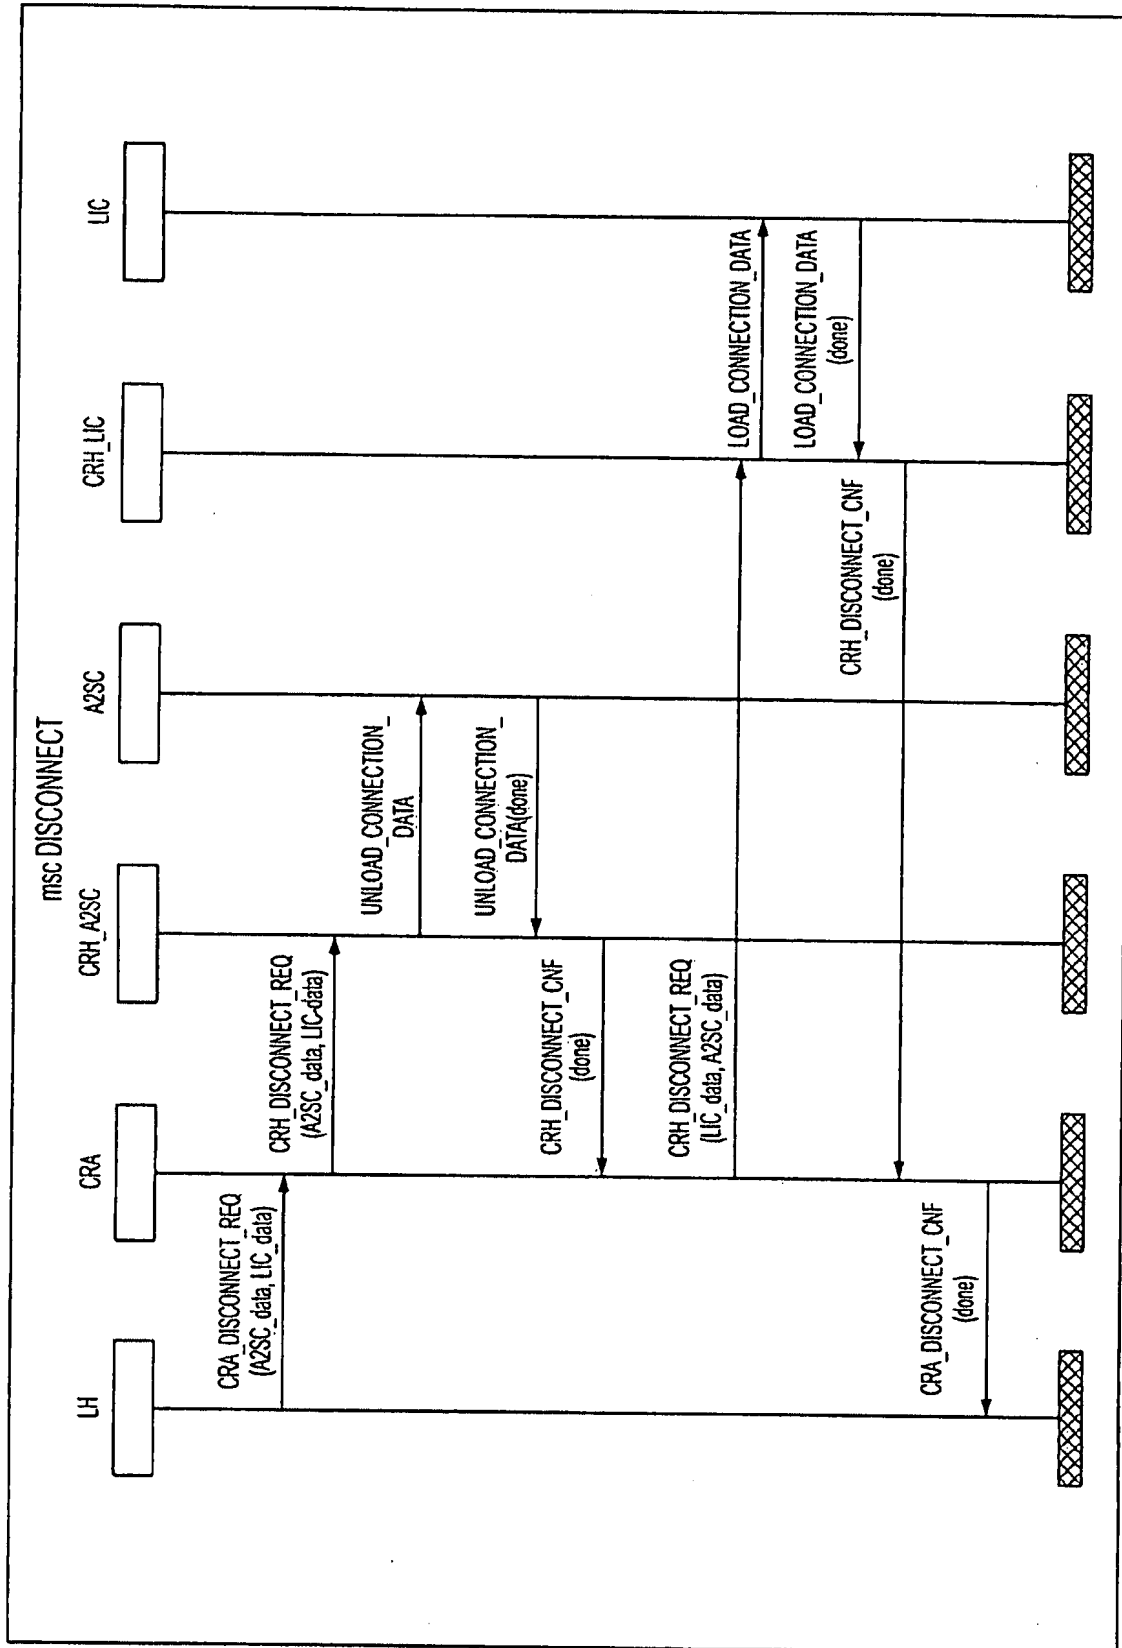 msc DISCONNECT
LH
CRA
CRH_A2SC
A2SC
CRH_LIC
LIC
CRA_DISCONNECT_REQ
(A2SC_data, LIC_data)
CRH_DISCONNECT_REQ
(A2SC_data, LIC-data)
UNLOAD_CONNECTION_
DATA
UNLOAD_CONNECTION_
DATA(done)
CRH_DISCONNECT_CNF
(done)
CRH_DISCONNECT_REQ
(LIC_data, A2SC_data)
LOAD_CONNECTION_DATA
LOAD_CONNECTION_DATA
(done)
CRH_DISCONNECT_CNF
(done)
CRA_DISCONNECT_CNF
(done)